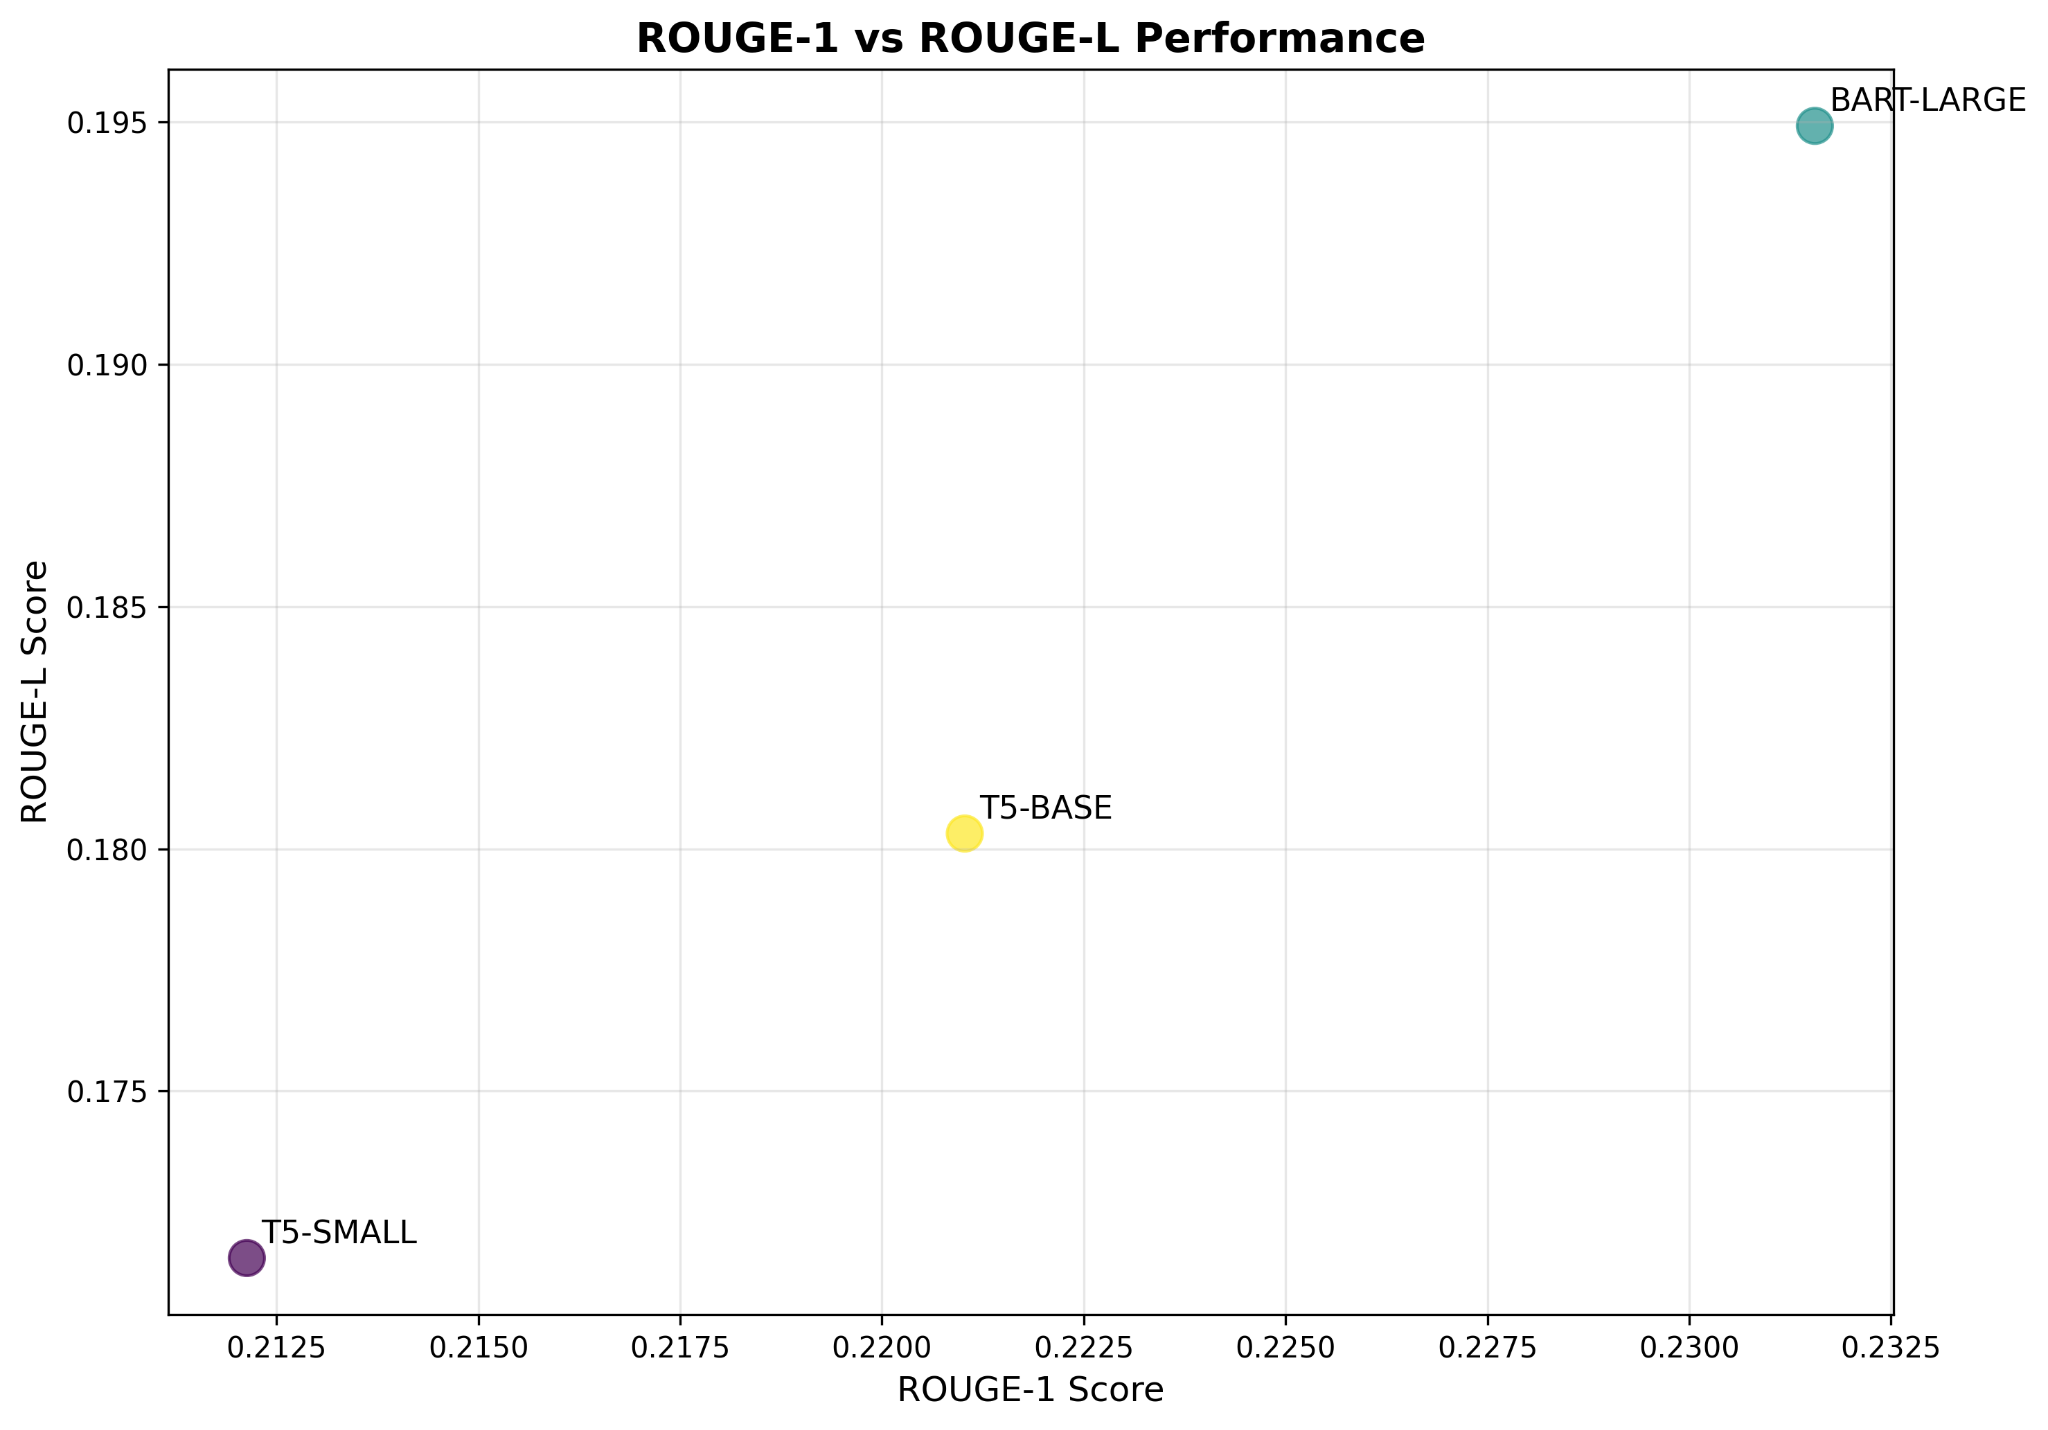 ROUGE-1 vs ROUGE-L Performance
BART-LARGE
0.195
0.190
0.185
ROUGE-L Score
T5-BASE
0.180
0.175
T5-SMALL
0.2125 0.2150 0.2175 0.2200 0.2225 0.2250 0.2275 0.2300 0.2325
ROUGE-1 Score